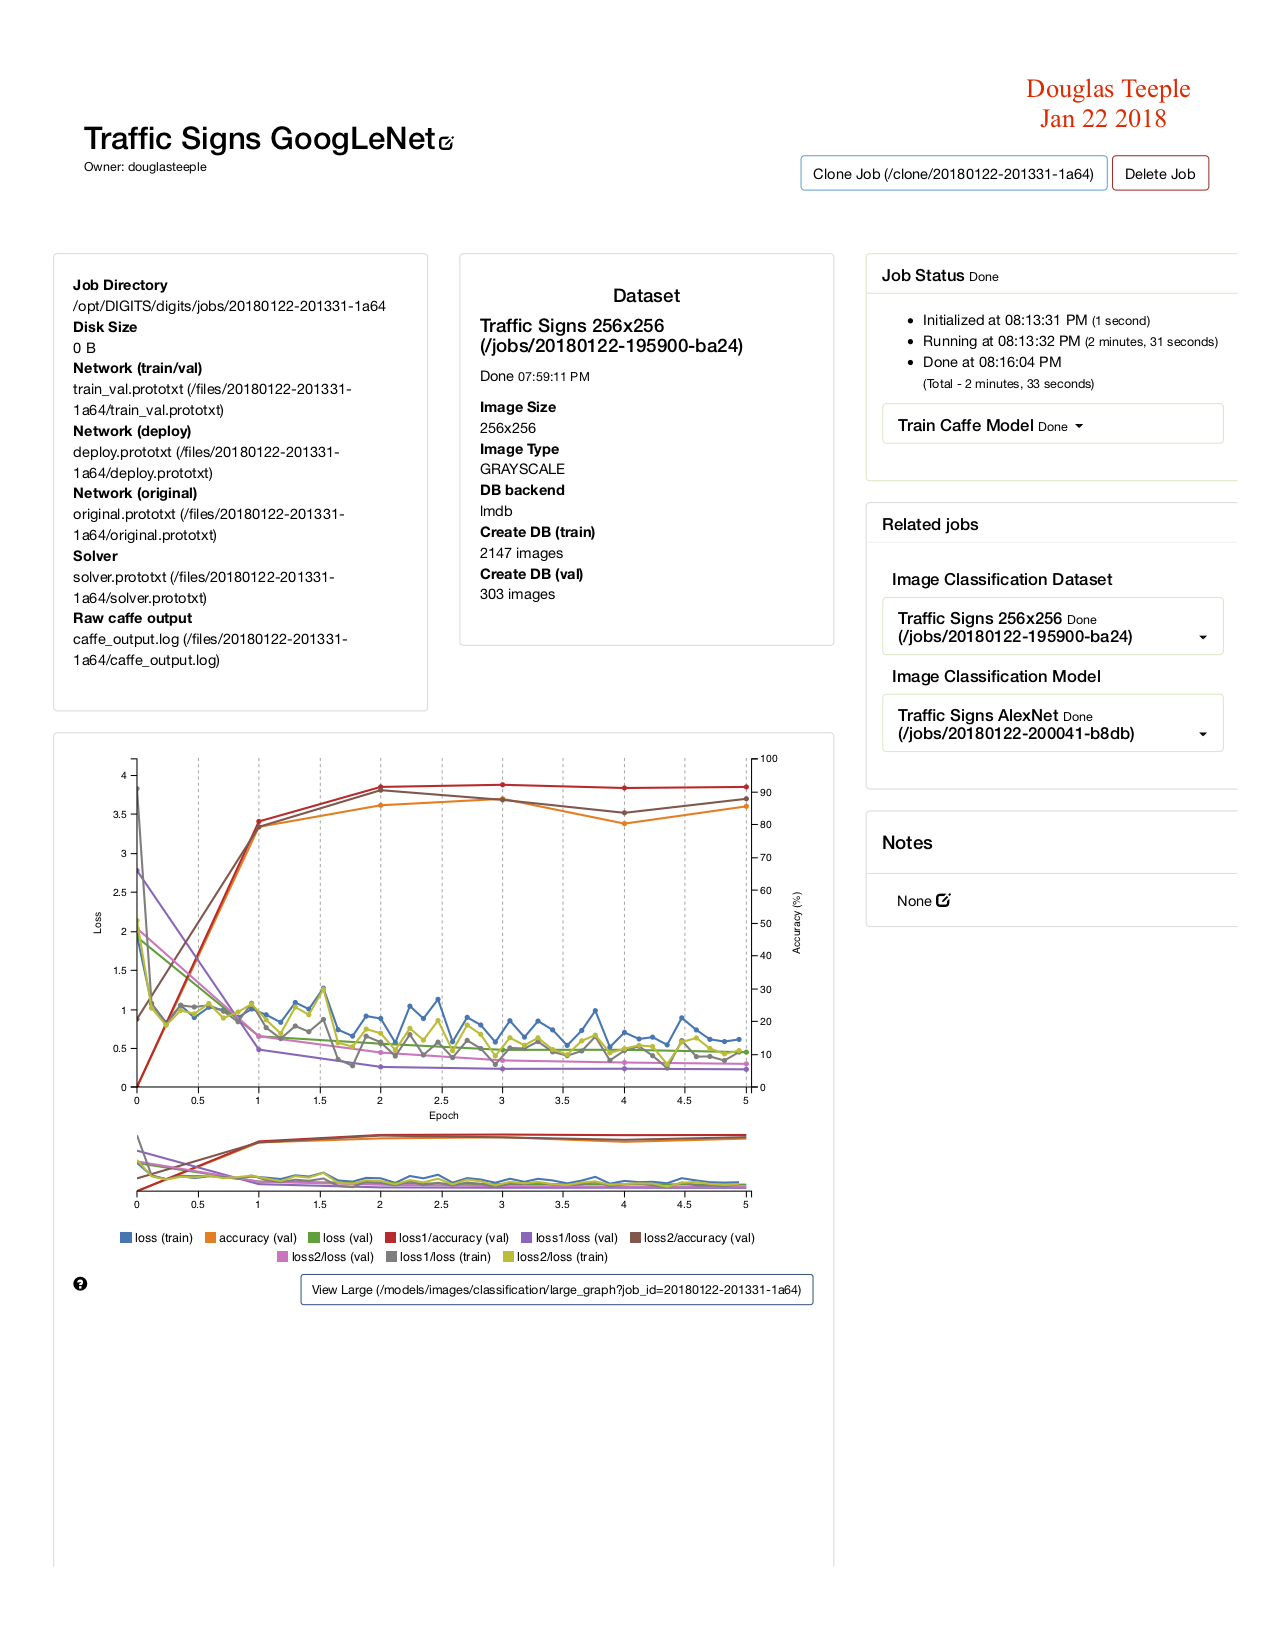 Douglas Teeple
Jan 22 2018
Traffic Signs GoogLeNet
Owner: douglasteeple
Clone Job (/clone/20180122-201331-1a64)
Delete Job
Job Directory
/opt/DIGITS/digits/jobs/20180122-201331-1a64
Disk Size
0 B
Network (train/val)
train_val.prototxt (/files/20180122-201331-
1a64/train_val.prototxt)
Network (deploy)
deploy.prototxt (/files/20180122-201331-
1a64/deploy.prototxt)
Network (original)
original.prototxt (/files/20180122-201331-
1a64/original.prototxt)
Solver
solver.prototxt (/files/20180122-201331-
1a64/solver.prototxt)
Raw caffe output
caffe_output.log (/files/20180122-201331-
1a64/caffe_output.log)
Dataset
Traffic Signs 256x256
(/jobs/20180122-195900-ba24)
Done 07:59:11 PM
Image Size
256x256
Image Type
GRAYSCALE
DB backend
lmdb
Create DB (train)
2147 images
Create DB (val)
303 images
Job Status Done
Initialized at 08:13:31 PM (1 second)
Running at 08:13:32 PM (2 minutes, 31 seconds)
Done at 08:16:04 PM
(Total - 2 minutes, 33 seconds)
Train Caffe Model Done
Related jobs
Image Classification Dataset
Traffic Signs 256x256 Done
(/jobs/20180122-195900-ba24)
Image Classification Model
Traffic Signs AlexNet Done
(/jobs/20180122-200041-b8db)
Notes
None
4
3.5
3
2.5
2
1.5
1
0.5
0
Loss
100
90
80
70
60
50
40
30
20
10
0
Accuracy (%)
0 0.5 1 1.5 2 2.5 3 3.5 4 4.5 5
Epoch
0 0.5 1 1.5 2 2.5 3 3.5 4 4.5 5
loss (train) accuracy (val) loss (val) loss1/accuracy (val) loss1/loss (val) loss2/accuracy (val)
loss2/loss (val) loss1/loss (train) loss2/loss (train)
View Large (/models/images/classification/large_graph?job_id=20180122-201331-1a64)